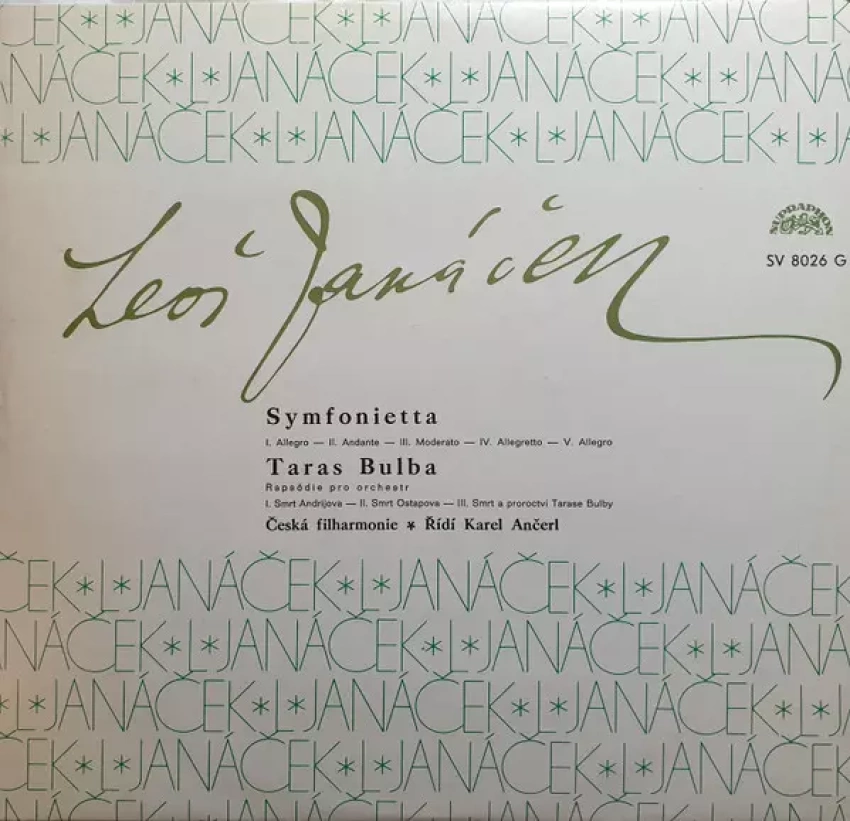 ČEK*L*JANÁČEK*L*JANÁČEK*L*JANÁČEK
NÁČEK*L*JANÁČEK*L*JANÁČEK*L*JANÁ
*L*JANÁČEK*L*JANÁČEK*L*JANÁČEK*L*J
Leoš Janáček
SUPRAPHON
SV 8026 G
Symfonietta
I. Allegro — II. Andante — III. Moderato — IV. Allegretto — V. Allegro
Taras Bulba
Rapsódie pro orchestr
I. Smrt Andrijova — II. Smrt Ostapova — III. Smrt a proroctví Tarase Bulby
Česká filharmonie * Řídí Karel Ančerl
ČEK*L*JANÁČEK*L*JANÁČEK*L*JANÁČEK
NÁČEK*L*JANÁČEK*L*JANÁČEK*L*JANÁ
*L*JANÁČEK*L*JANÁČEK*L*JANÁČEK*L*J
ČEK*L*JANÁČEK*L*JANÁČEK*L*JANÁČEK